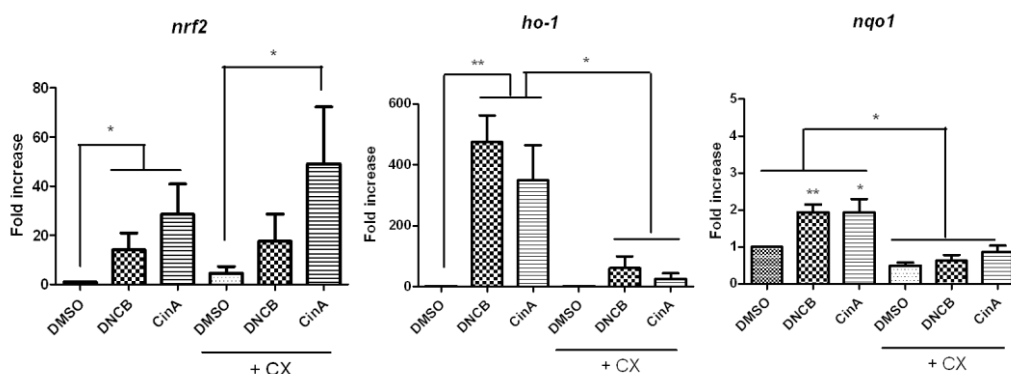 nrf2
*
*
Fold increase
80
60
40
20
0
DMSO
DNCB
CinA
DMSO
DNCB
CinA
+ CX
ho-1
**
*
Fold increase
600
400
200
0
DMSO
DNCB
CinA
DMSO
DNCB
CinA
+ CX
nqo1
*
**
*
Fold increase
5
4
3
2
1
0
DMSO
DNCB
CinA
DMSO
DNCB
CinA
+ CX